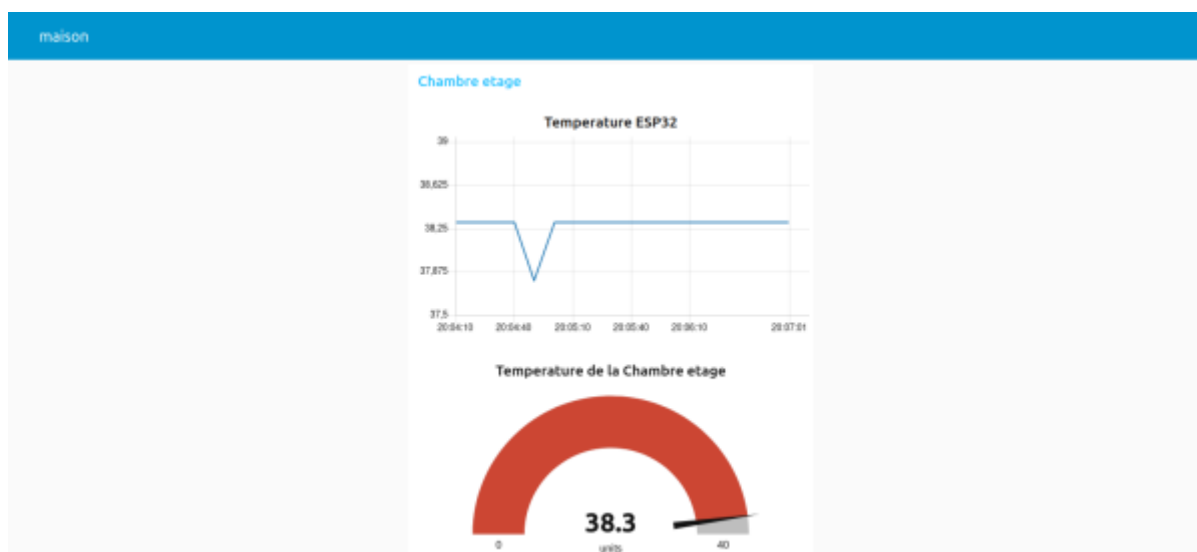 maison
Chambre etage
Temperature ESP32
39
38,625
38,25
37,875
37,5
20:04:10 20:04:40 20:05:10 20:05:40 20:06:10 20:07:01
Temperature de la Chambre etage
38.3
units
0 40